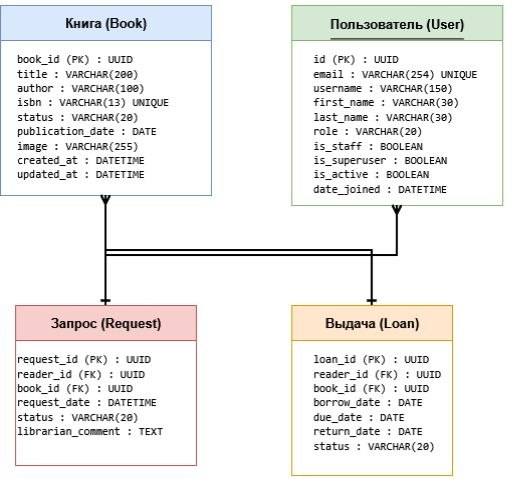 Книга (Book)
book_id (PK) : UUID
title : VARCHAR(200)
author : VARCHAR(100)
isbn : VARCHAR(13) UNIQUE
status : VARCHAR(20)
publication_date : DATE
image : VARCHAR(255)
created_at : DATETIME
updated_at : DATETIME
Пользователь (User)
id (PK) : UUID
email : VARCHAR(254) UNIQUE
username : VARCHAR(150)
first_name : VARCHAR(30)
last_name : VARCHAR(30)
role : VARCHAR(20)
is_staff : BOOLEAN
is_superuser : BOOLEAN
is_active : BOOLEAN
date_joined : DATETIME
Запрос (Request)
request_id (PK) : UUID
reader_id (FK) : UUID
book_id (FK) : UUID
request_date : DATETIME
status : VARCHAR(20)
librarian_comment : TEXT
Выдача (Loan)
loan_id (PK) : UUID
reader_id (FK) : UUID
book_id (FK) : UUID
borrow_date : DATE
due_date : DATE
return_date : DATE
status : VARCHAR(20)